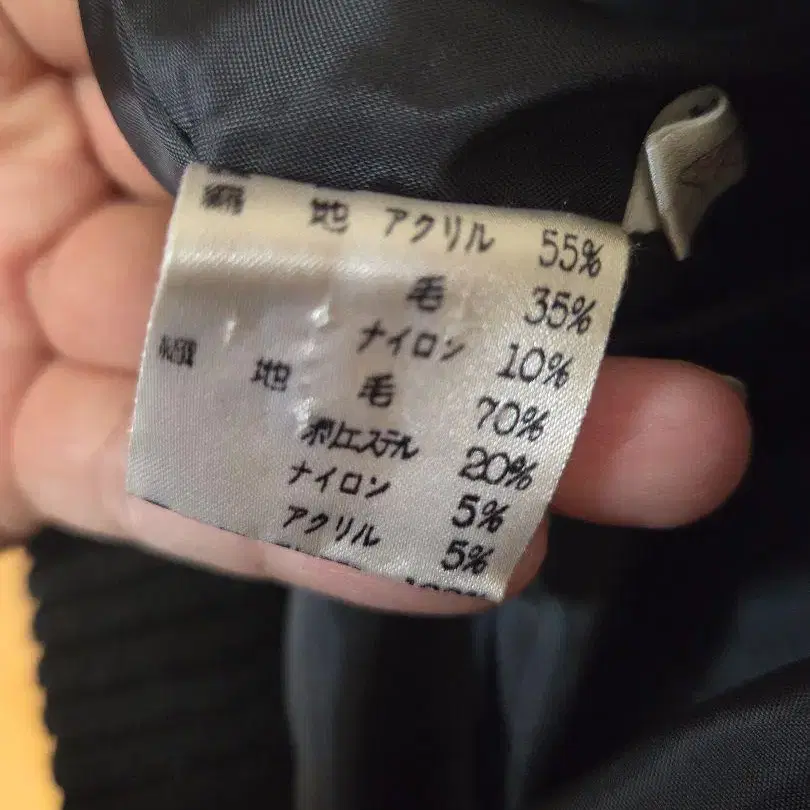 地 アクリル 55%
毛 35%
ナイロン 10%
地 毛 70%
ポリエステル 20%
ナイロン 5%
アクリル 5%